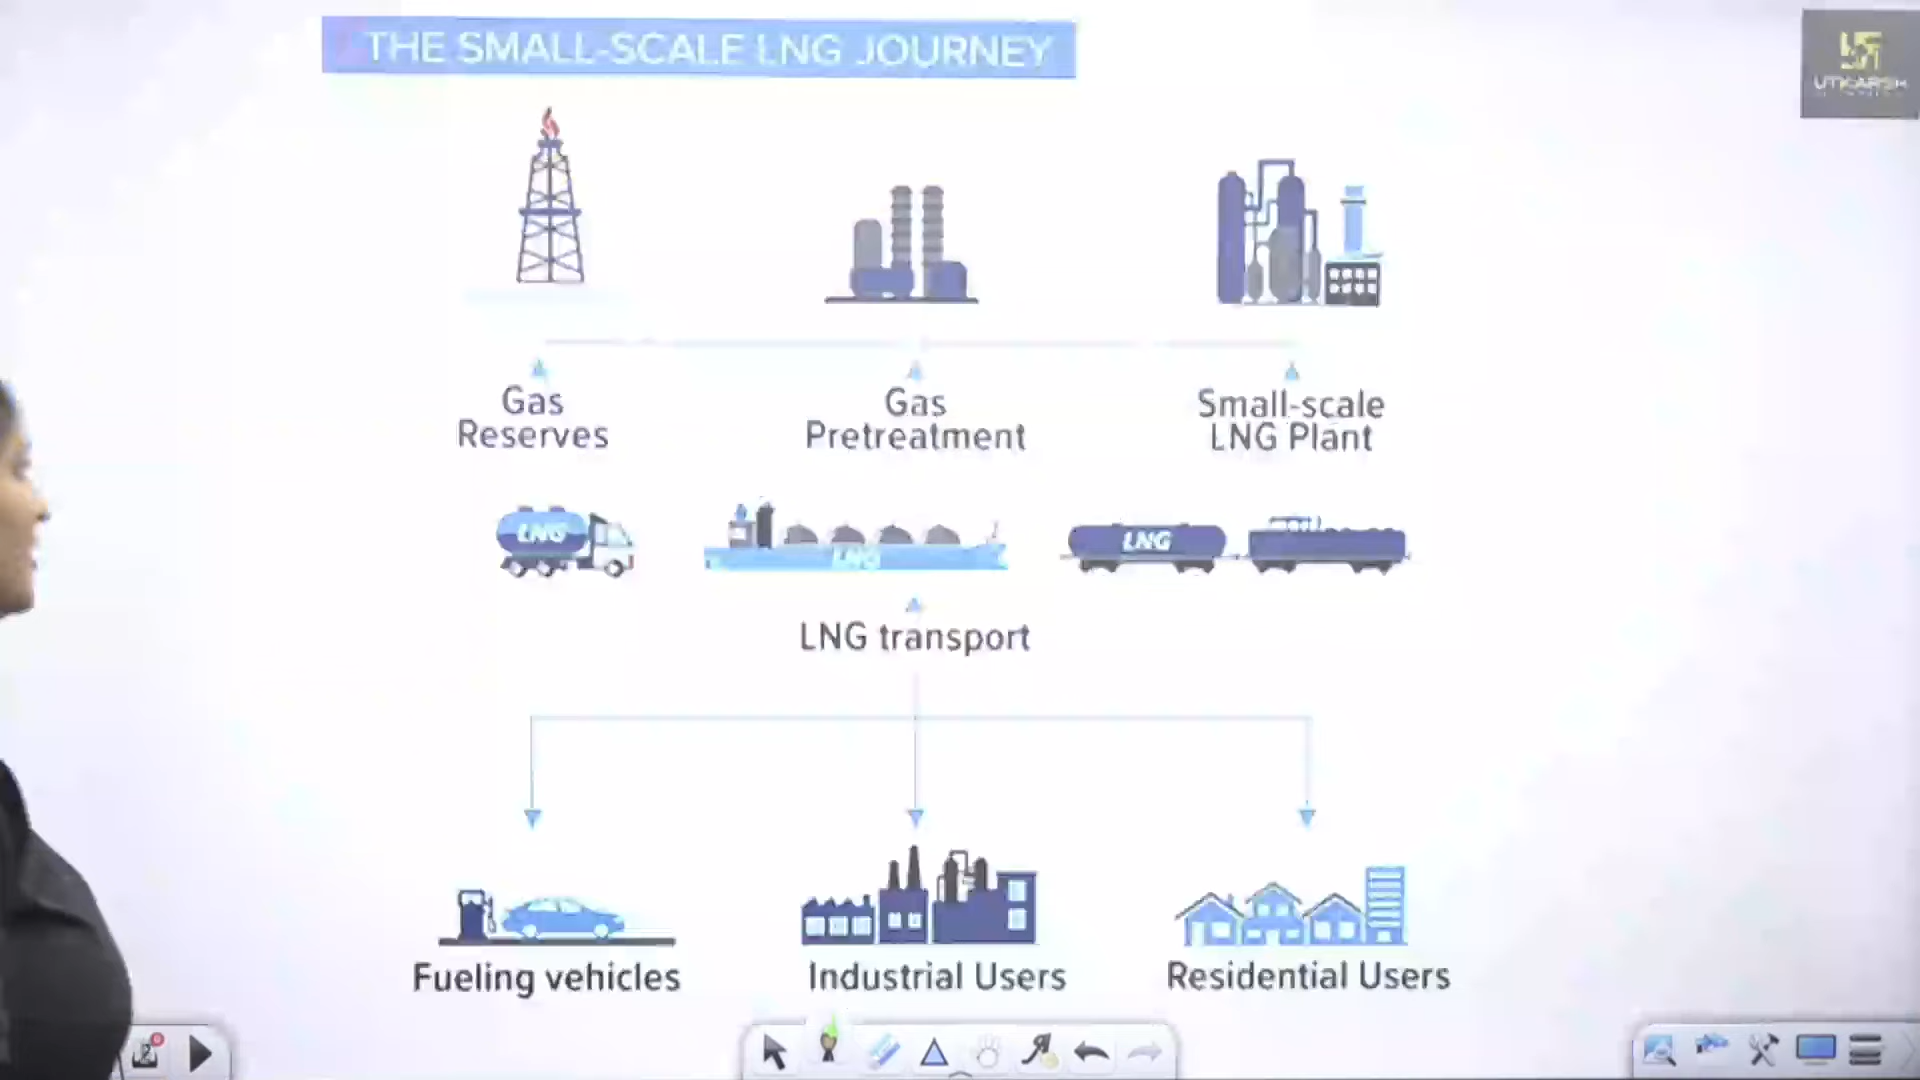 THE SMALL-SCALE LNG JOURNEY
UTKARSH
Gas
Reserves
Gas
Pretreatment
Small-scale
LNG Plant
LNG
LNG
LNG
LNG transport
Fueling vehicles
Industrial Users
Residential Users